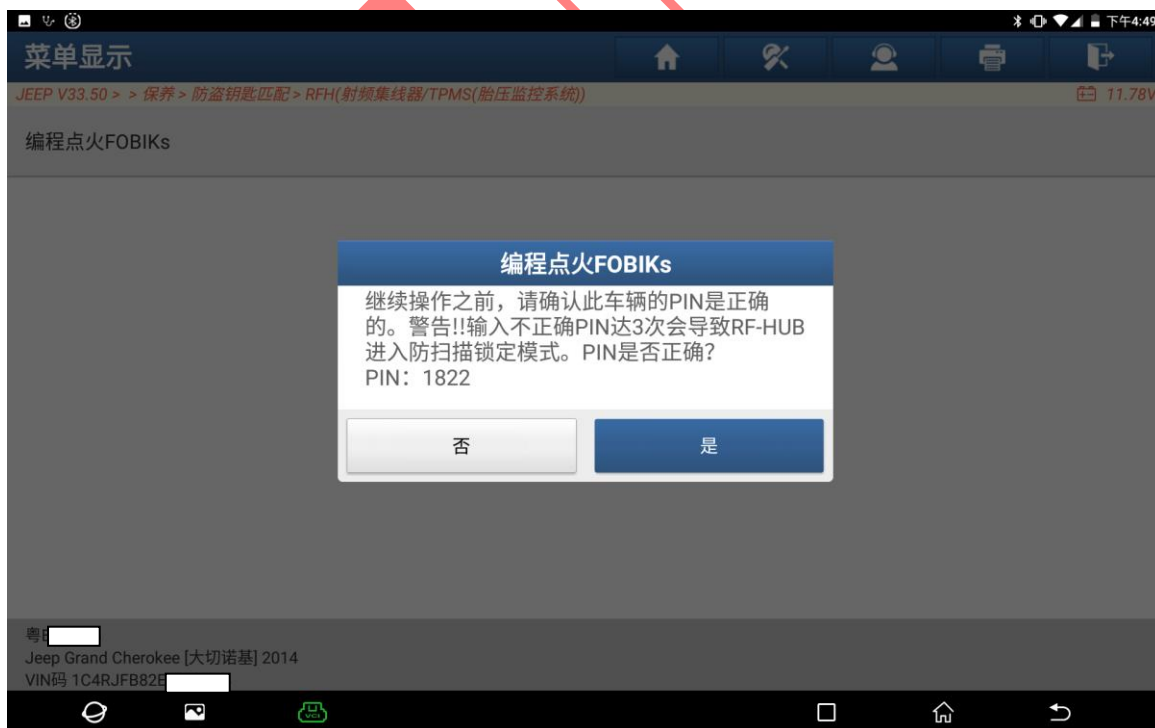 下午4:49
菜单显示
JEEP V33.50 > > 保养 > 防盗钥匙匹配 > RFH(射频集线器/TPMS(胎压监控系统))
11.78V
编程点火FOBIKs
编程点火FOBIKs
继续操作之前，请确认此车辆的PIN是正确
的。警告!!输入不正确PIN达3次会导致RF-HUB
进入防扫描锁定模式。PIN是否正确?
PIN：1822
否
是
粤B
Jeep Grand Cherokee [大切诺基] 2014
VIN码 1C4RJFB82E
VCI